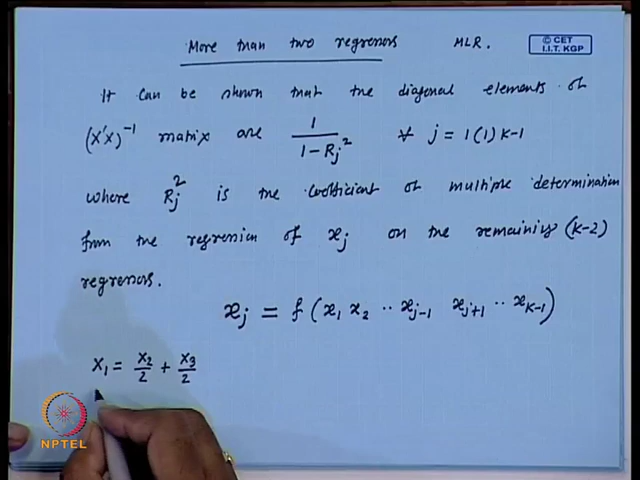 More than two regressors MLR.
© CET
I.I.T. KGP
It can be shown that the diagonal elements of
(X'X)⁻¹ matrix are 1/(1 - Rj²) ∀ j = 1(1) K-1
where Rj² is the coefficient of multiple determination
from the regression of xj on the remaining (K-2)
regressors.
xj = f(x1 x2 ·· xj-1 xj+1 ·· xK-1)
X1 = X2/2 + X3/2
NPTEL